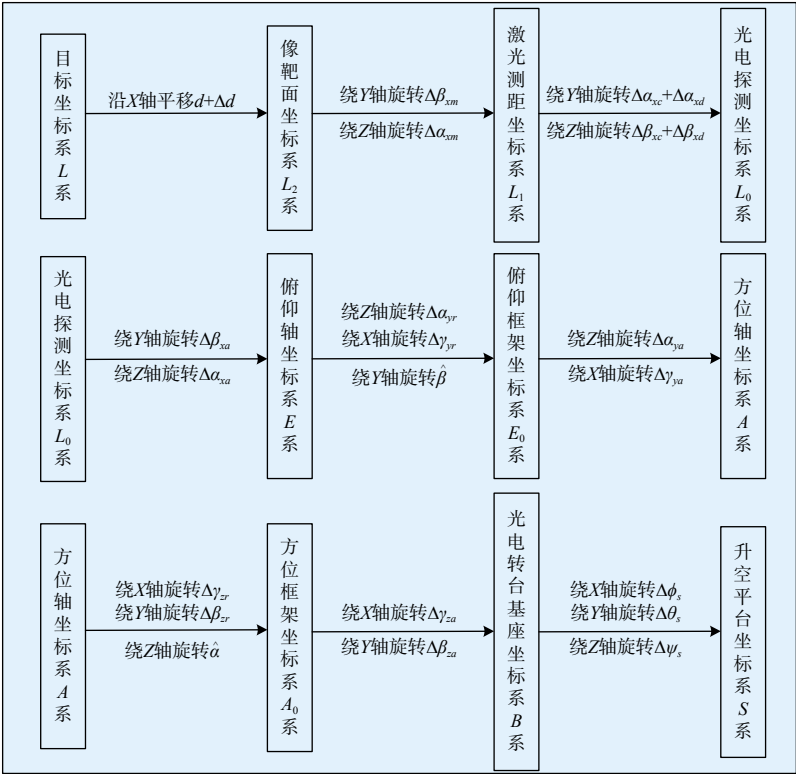 目标坐标系L系
沿X轴平移d+Δd
像靶面坐标系L₂系
绕Y轴旋转Δβxm
绕Z轴旋转Δαxm
激光测距坐标系L₁系
绕Y轴旋转Δαxc+Δαxd
绕Z轴旋转Δβxc+Δβxd
光电探测坐标系L₀系
光电探测坐标系L₀系
绕Y轴旋转Δβxa
绕Z轴旋转Δαxa
俯仰轴坐标系E系
绕Z轴旋转Δαyr
绕X轴旋转Δγyr
绕Y轴旋转β̂
俯仰框架坐标系E₀系
绕Z轴旋转Δαya
绕X轴旋转Δγya
方位轴坐标系A系
方位轴坐标系A系
绕X轴旋转Δγzr
绕Y轴旋转Δβzr
绕Z轴旋转α̂
方位框架坐标系A₀系
绕X轴旋转Δγza
绕Y轴旋转Δβza
光电转台基座坐标系B系
绕X轴旋转Δϕs
绕Y轴旋转Δθs
绕Z轴旋转Δψs
升空平台坐标系S系